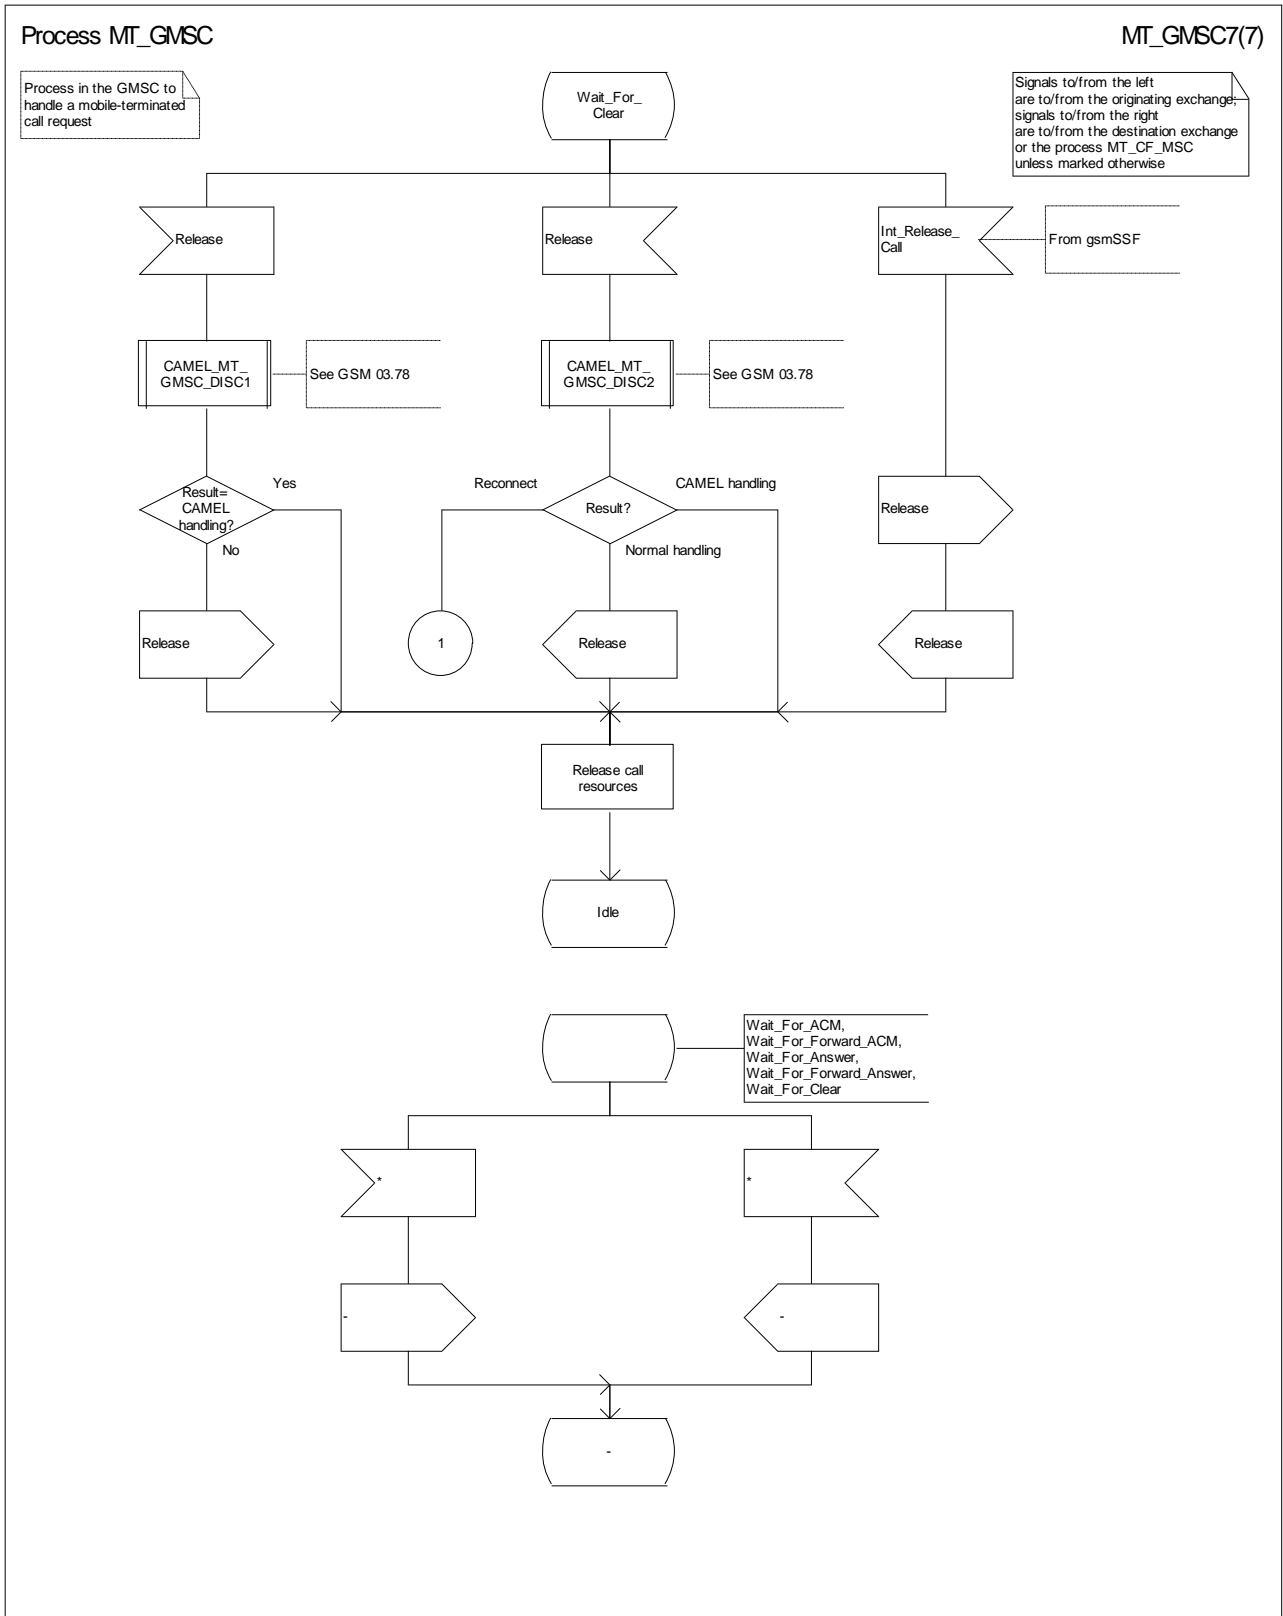 Process MT_GMSC
MT_GMSC7(7)
Process in the GMSC to
handle a mobile-terminated
call request
Wait_For_
Clear
Signals to/from the left
are to/from the originating exchange;
signals to/from the right
are to/from the destination exchange
or the process MT_CF_MSC
unless marked otherwise
Release
Release
Int_Release_
Call
From gsmSSF
CAMEL_MT_
GMSC_DISC1
See GSM 03.78
CAMEL_MT_
GMSC_DISC2
See GSM 03.78
Result=
CAMEL
handling?
Yes
No
Reconnect
Result?
CAMEL handling
Normal handling
Release
Release
1
Release
Release
Release call
resources
Idle
Wait_For_ACM,
Wait_For_Forward_ACM,
Wait_For_Answer,
Wait_For_Forward_Answer,
Wait_For_Clear
*
*
-
-
-